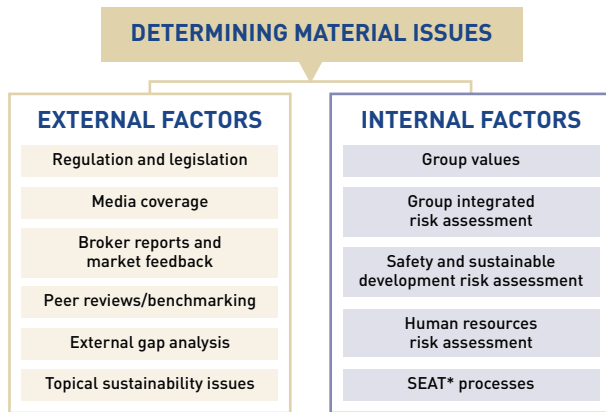 DETERMINING MATERIAL ISSUES
EXTERNAL FACTORS
Regulation and legislation
Media coverage
Broker reports and
market feedback
Peer reviews/benchmarking
External gap analysis
Topical sustainability issues
INTERNAL FACTORS
Group values
Group integrated
risk assessment
Safety and sustainable
development risk assessment
Human resources
risk assessment
SEAT* processes